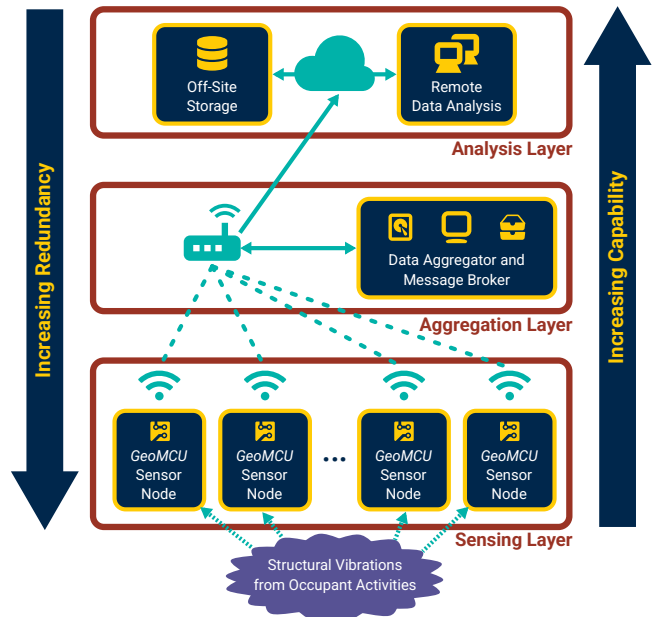 Off-Site
Storage
Remote
Data Analysis
Analysis Layer
Increasing Redundancy
Increasing Capability
Data Aggregator and
Message Broker
Aggregation Layer
GeoMCU
Sensor
Node
GeoMCU
Sensor
Node
...
GeoMCU
Sensor
Node
GeoMCU
Sensor
Node
Sensing Layer
Structural Vibrations
from Occupant Activities